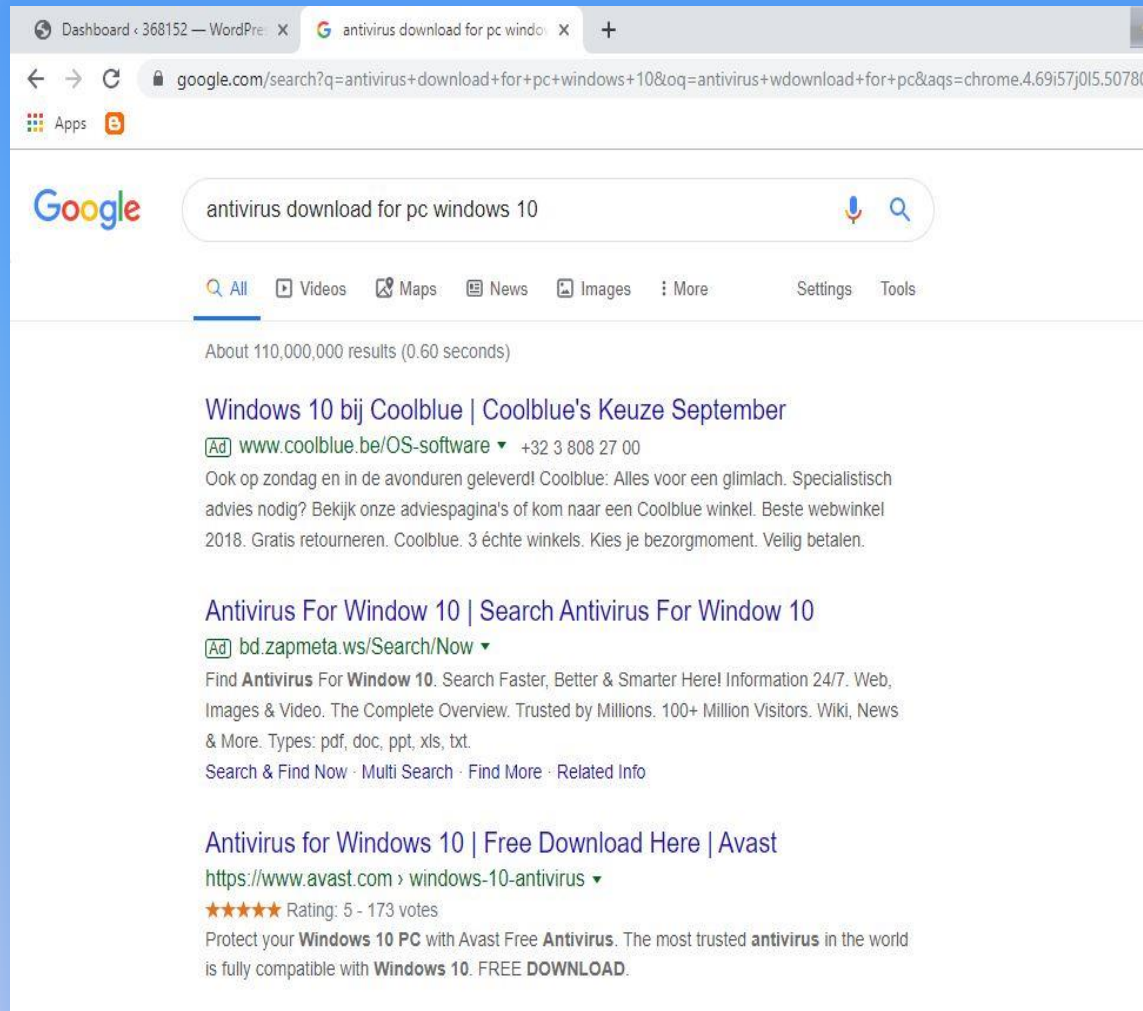 Dashboard ‹ 368152 — WordPre
antivirus download for pc windo
google.com/search?q=antivirus+download+for+pc+windows+10&oq=antivirus+wdownload+for+pc&aqs=chrome.4.69i57j0l5.50780
Apps
Google
antivirus download for pc windows 10
All Videos Maps News Images More Settings Tools
About 110,000,000 results (0.60 seconds)
Windows 10 bij Coolblue | Coolblue's Keuze September
Ad www.coolblue.be/OS-software +32 3 808 27 00
Ook op zondag en in de avonduren geleverd! Coolblue: Alles voor een glimlach. Specialistisch
advies nodig? Bekijk onze adviespagina's of kom naar een Coolblue winkel. Beste webwinkel
2018. Gratis retourneren. Coolblue. 3 échte winkels. Kies je bezorgmoment. Veilig betalen.
Antivirus For Window 10 | Search Antivirus For Window 10
Ad bd.zapmeta.ws/Search/Now
Find Antivirus For Window 10. Search Faster, Better & Smarter Here! Information 24/7. Web,
Images & Video. The Complete Overview. Trusted by Millions. 100+ Million Visitors. Wiki, News
& More. Types: pdf, doc, ppt, xls, txt.
Search & Find Now · Multi Search · Find More · Related Info
Antivirus for Windows 10 | Free Download Here | Avast
https://www.avast.com › windows-10-antivirus
Rating: 5 - 173 votes
Protect your Windows 10 PC with Avast Free Antivirus. The most trusted antivirus in the world
is fully compatible with Windows 10. FREE DOWNLOAD.